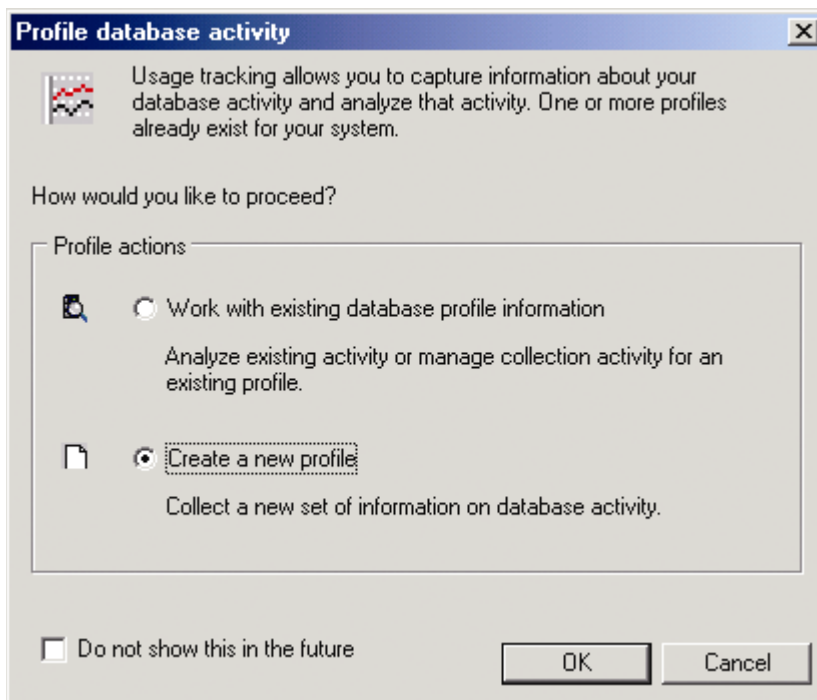 Profile database activity
Usage tracking allows you to capture information about your
database activity and analyze that activity. One or more profiles
already exist for your system.
How would you like to proceed?
Profile actions
Work with existing database profile information
Analyze existing activity or manage collection activity for an
existing profile.
Create a new profile
Collect a new set of information on database activity.
Do not show this in the future
OK
Cancel